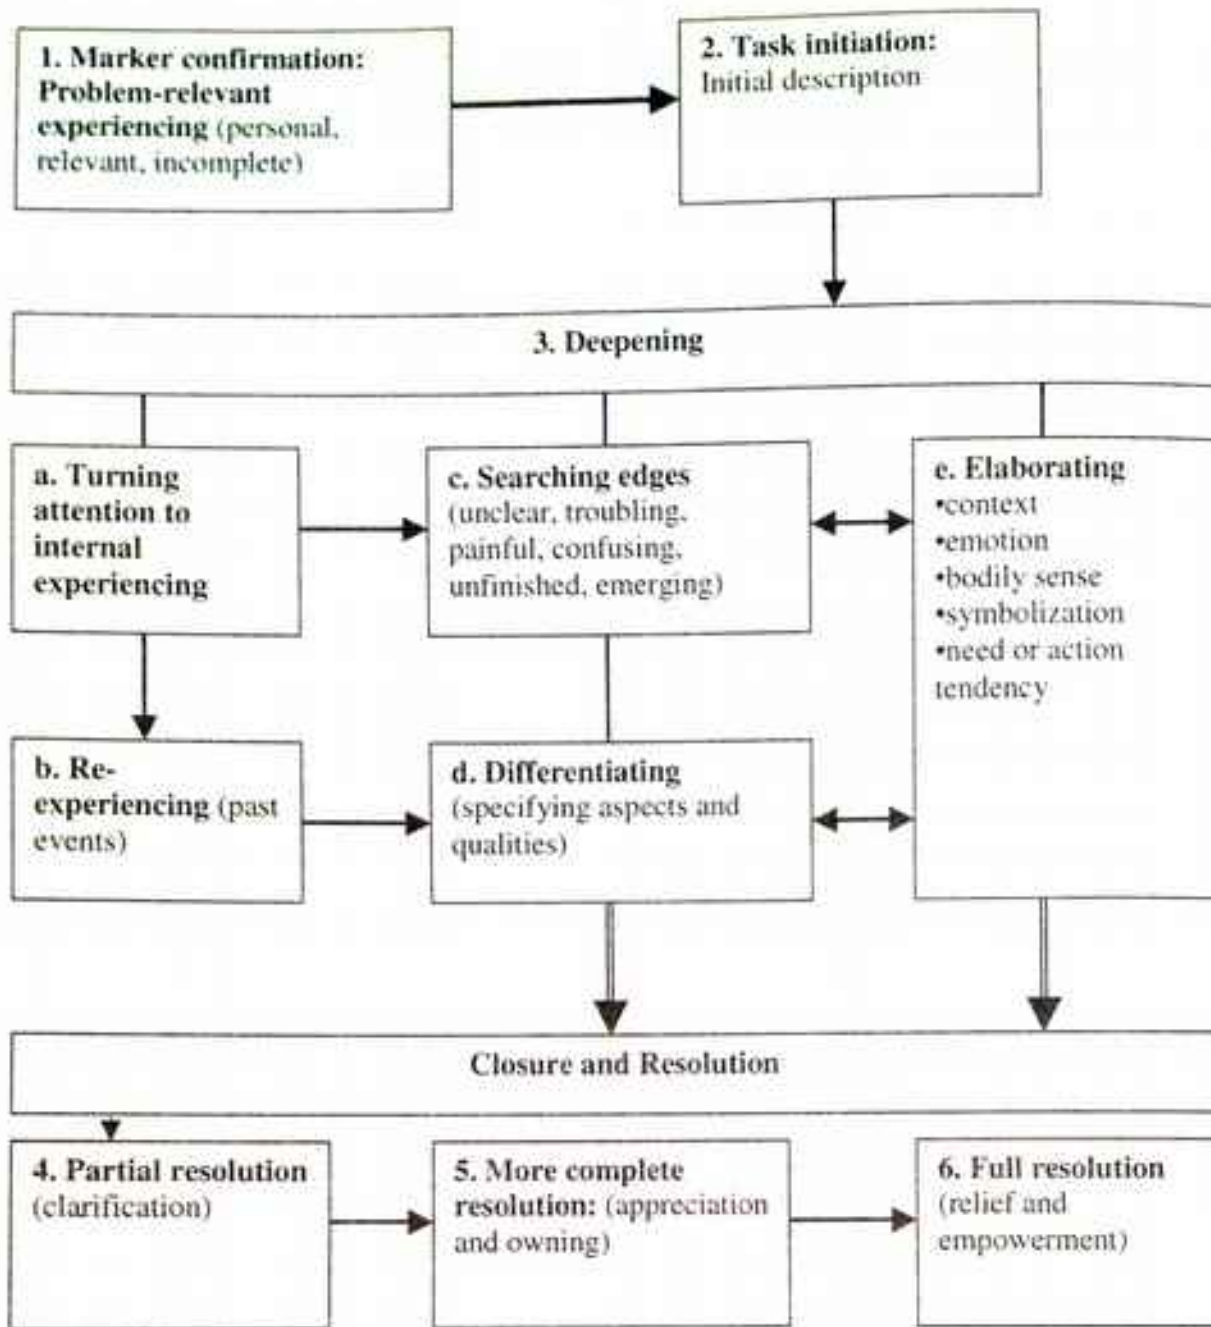 1. Marker confirmation:
Problem-relevant
experiencing (personal,
relevant, incomplete)
2. Task initiation:
Initial description
3. Deepening
a. Turning
attention to
internal
experiencing
c. Searching edges
(unclear, troubling,
painful, confusing,
unfinished, emerging)
e. Elaborating
•context
•emotion
•bodily sense
•symbolization
•need or action
tendency
b. Re-
experiencing (past
events)
d. Differentiating
(specifying aspects and
qualities)
Closure and Resolution
4. Partial resolution
(clarification)
5. More complete
resolution: (appreciation
and owning)
6. Full resolution
(relief and
empowerment)